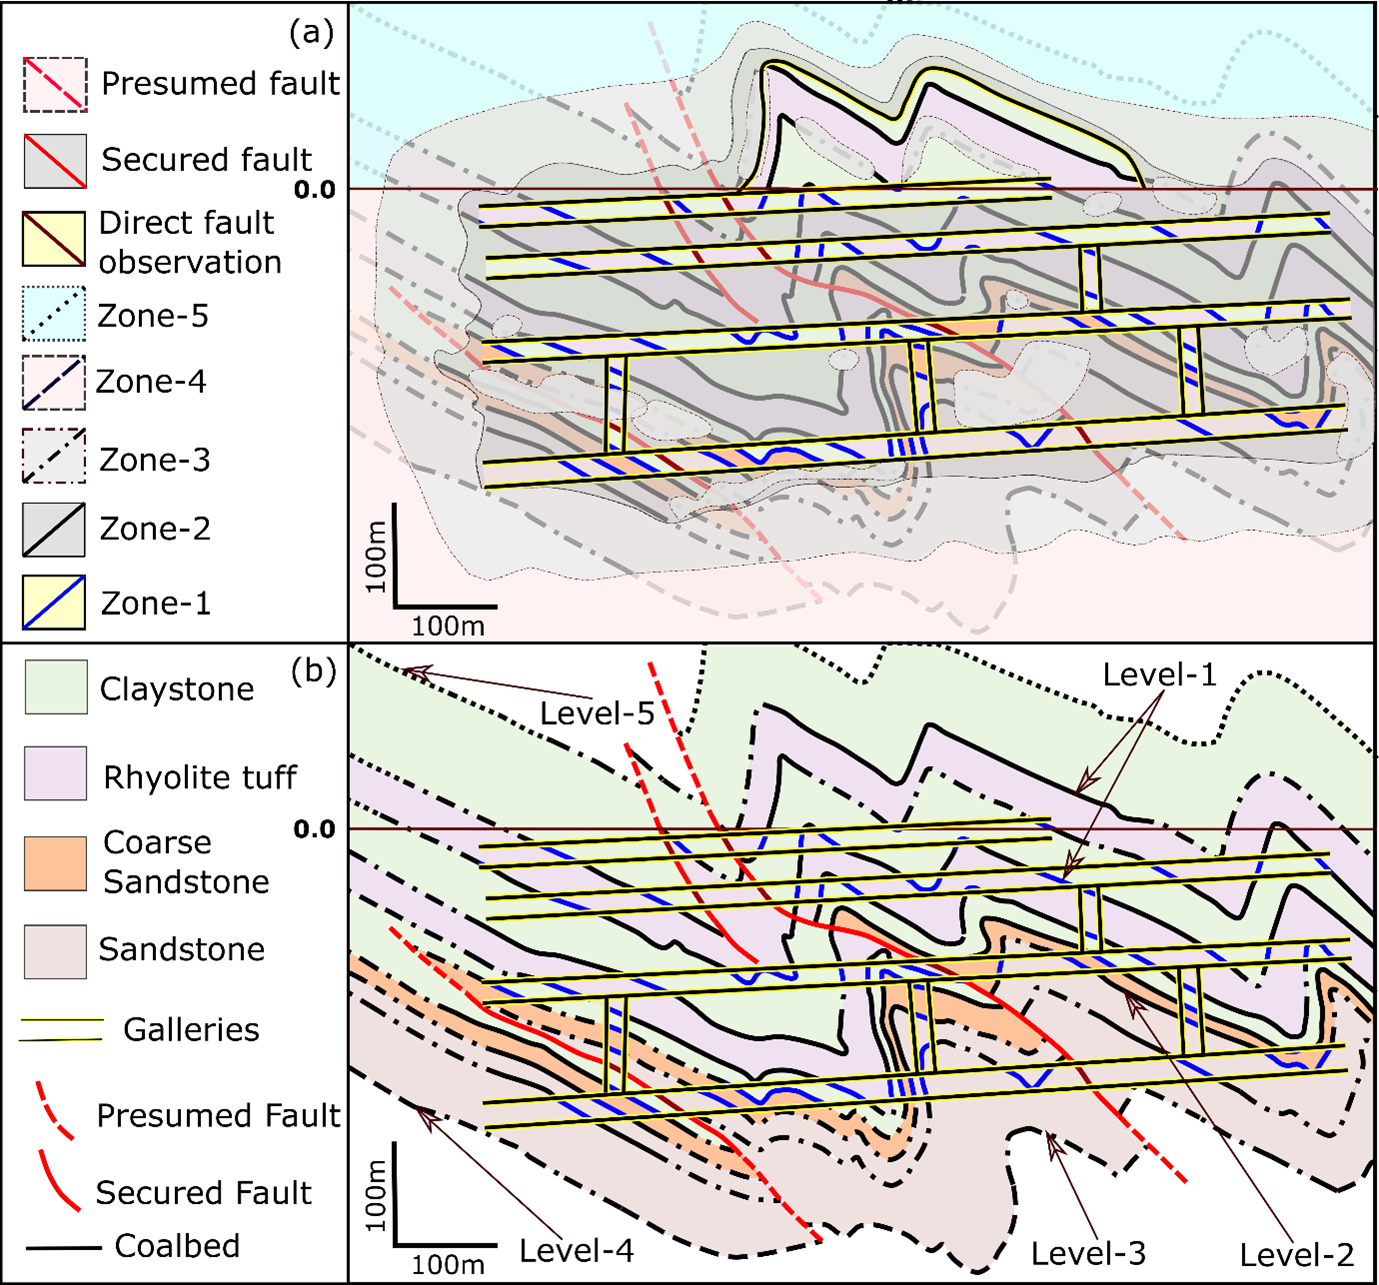 (a)
Presumed fault
Secured fault
Direct fault
observation
Zone-5
Zone-4
Zone-3
Zone-2
Zone-1
0.0
100m
100m
(b)
Claystone
Rhyolite tuff
Coarse
Sandstone
Sandstone
Galleries
Presumed Fault
Secured Fault
Coalbed
Level-1
Level-5
0.0
100m
100m
Level-4
Level-3
Level-2